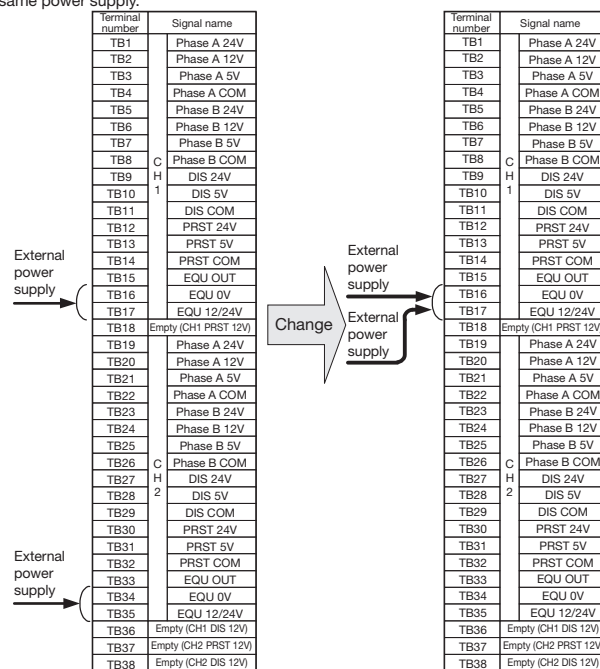 same power supply.
Terminal number Signal name
TB1 Phase A 24V
TB2 Phase A 12V
TB3 Phase A 5V
TB4 Phase A COM
TB5 Phase B 24V
TB6 Phase B 12V
TB7 Phase B 5V
TB8 Phase B COM
TB9 DIS 24V
TB10 DIS 5V
TB11 DIS COM
TB12 PRST 24V
TB13 PRST 5V
TB14 PRST COM
TB15 EQU OUT
TB16 EQU 0V
TB17 EQU 12/24V
CH1
TB18 Empty (CH1 PRST 12V)
TB19 Phase A 24V
TB20 Phase A 12V
TB21 Phase A 5V
TB22 Phase A COM
TB23 Phase B 24V
TB24 Phase B 12V
TB25 Phase B 5V
TB26 Phase B COM
TB27 DIS 24V
TB28 DIS 5V
TB29 DIS COM
TB30 PRST 24V
TB31 PRST 5V
TB32 PRST COM
TB33 EQU OUT
TB34 EQU 0V
TB35 EQU 12/24V
CH2
TB36 Empty (CH1 DIS 12V)
TB37 Empty (CH2 PRST 12V)
TB38 Empty (CH2 DIS 12V)
External
power
supply
External
power
supply
Change
External
power
supply
External
power
supply
Terminal number Signal name
TB1 Phase A 24V
TB2 Phase A 12V
TB3 Phase A 5V
TB4 Phase A COM
TB5 Phase B 24V
TB6 Phase B 12V
TB7 Phase B 5V
TB8 Phase B COM
TB9 DIS 24V
TB10 DIS 5V
TB11 DIS COM
TB12 PRST 24V
TB13 PRST 5V
TB14 PRST COM
TB15 EQU OUT
TB16 EQU 0V
TB17 EQU 12/24V
CH1
TB18 Empty (CH1 PRST 12V
TB19 Phase A 24V
TB20 Phase A 12V
TB21 Phase A 5V
TB22 Phase A COM
TB23 Phase B 24V
TB24 Phase B 12V
TB25 Phase B 5V
TB26 Phase B COM
TB27 DIS 24V
TB28 DIS 5V
TB29 DIS COM
TB30 PRST 24V
TB31 PRST 5V
TB32 PRST COM
TB33 EQU OUT
TB34 EQU 0V
TB35 EQU 12/24V
CH2
TB36 Empty (CH1 DIS 12V)
TB37 Empty (CH2 PRST 12V
TB38 Empty (CH2 DIS 12V)